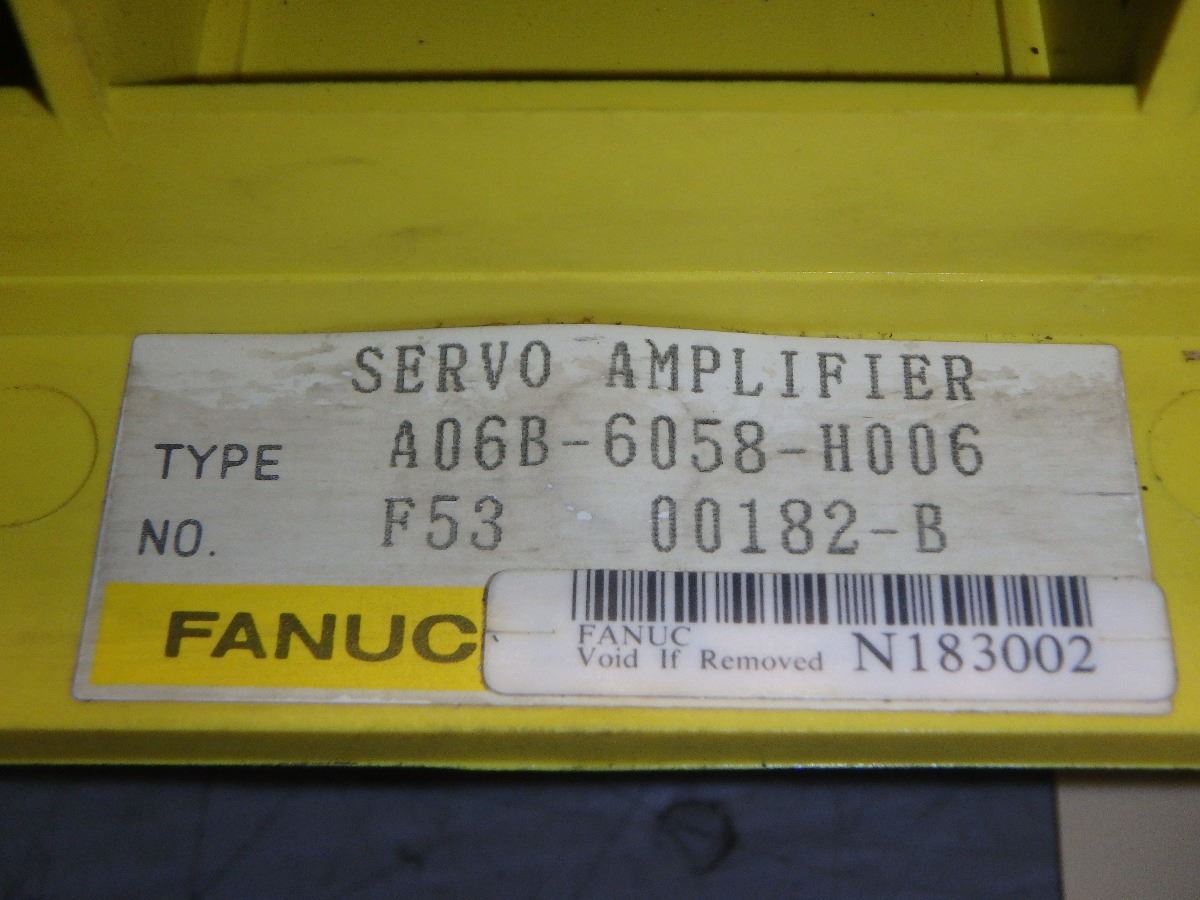 SERVO AMPLIFIER
TYPE A06B-6058-H006
NO. F53 00182-B
FANUC
FANUC
Void If Removed N183002